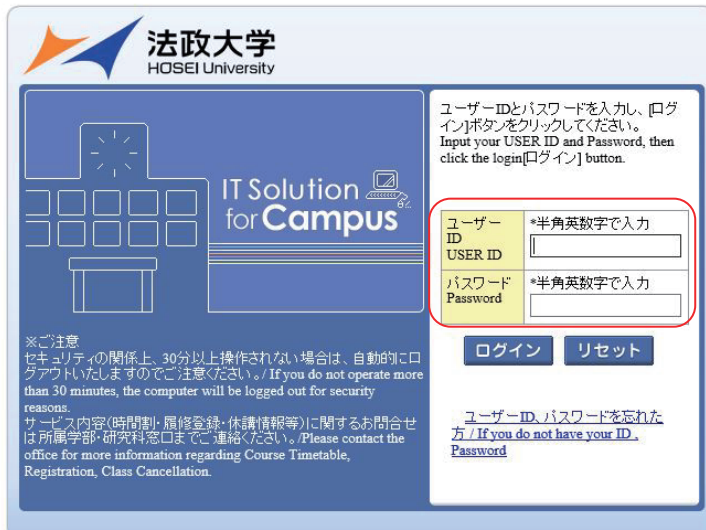 法政大学
HOSEI University
IT Solution
for Campus
※ご注意
セキュリティの関係上、30分以上操作されない場合は、自動的にロ
グアウトいたしますのでご注意ください。/ If you do not operate more
than 30 minutes, the computer will be logged out for security
reasons.
サービス内容(時間割・履修登録・休講情報等)に関するお問合せ
は所属学部・研究科窓口までご連絡ください。/Please contact the
office for more information regarding Course Timetable,
Registration, Class Cancellation.
ユーザーIDとパスワードを入力し、[ログ
イン]ボタンをクリックしてください。
Input your USER ID and Password, then
click the login[ログイン] button.
ユーザー
ID
USER ID
*半角英数字で入力
パスワード
Password
*半角英数字で入力
ログイン リセット
ユーザーID、パスワードを忘れた
方 / If you do not have your ID ,
Password